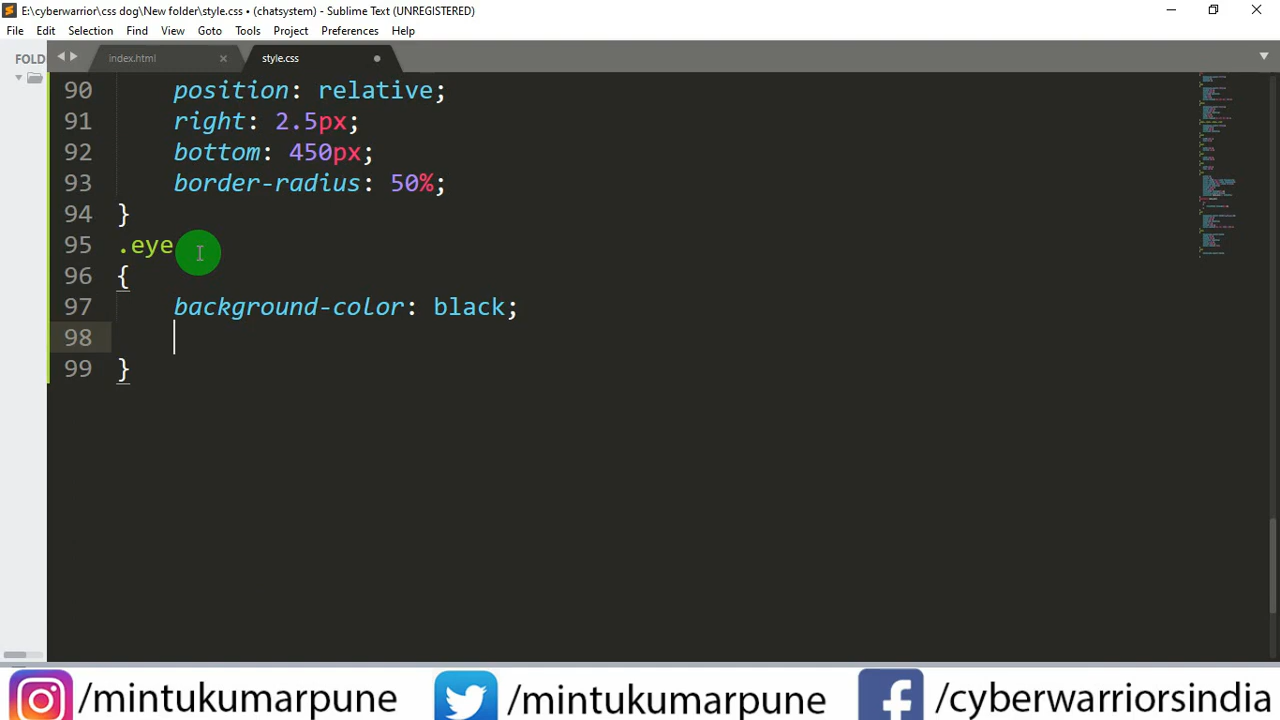 E:\cyberwarrior\css dog\New folder\style.css • (chatsystem) - Sublime Text (UNREGISTERED)
File Edit Selection Find View Goto Tools Project Preferences Help
FOLD
index.html
style.css
90 position: relative;
91 right: 2.5px;
92 bottom: 450px;
93 border-radius: 50%;
94 }
95 .eye
96 {
97 background-color: black;
98
99 }
/mintukumarpune /mintukumarpune /cyberwarriorsindia